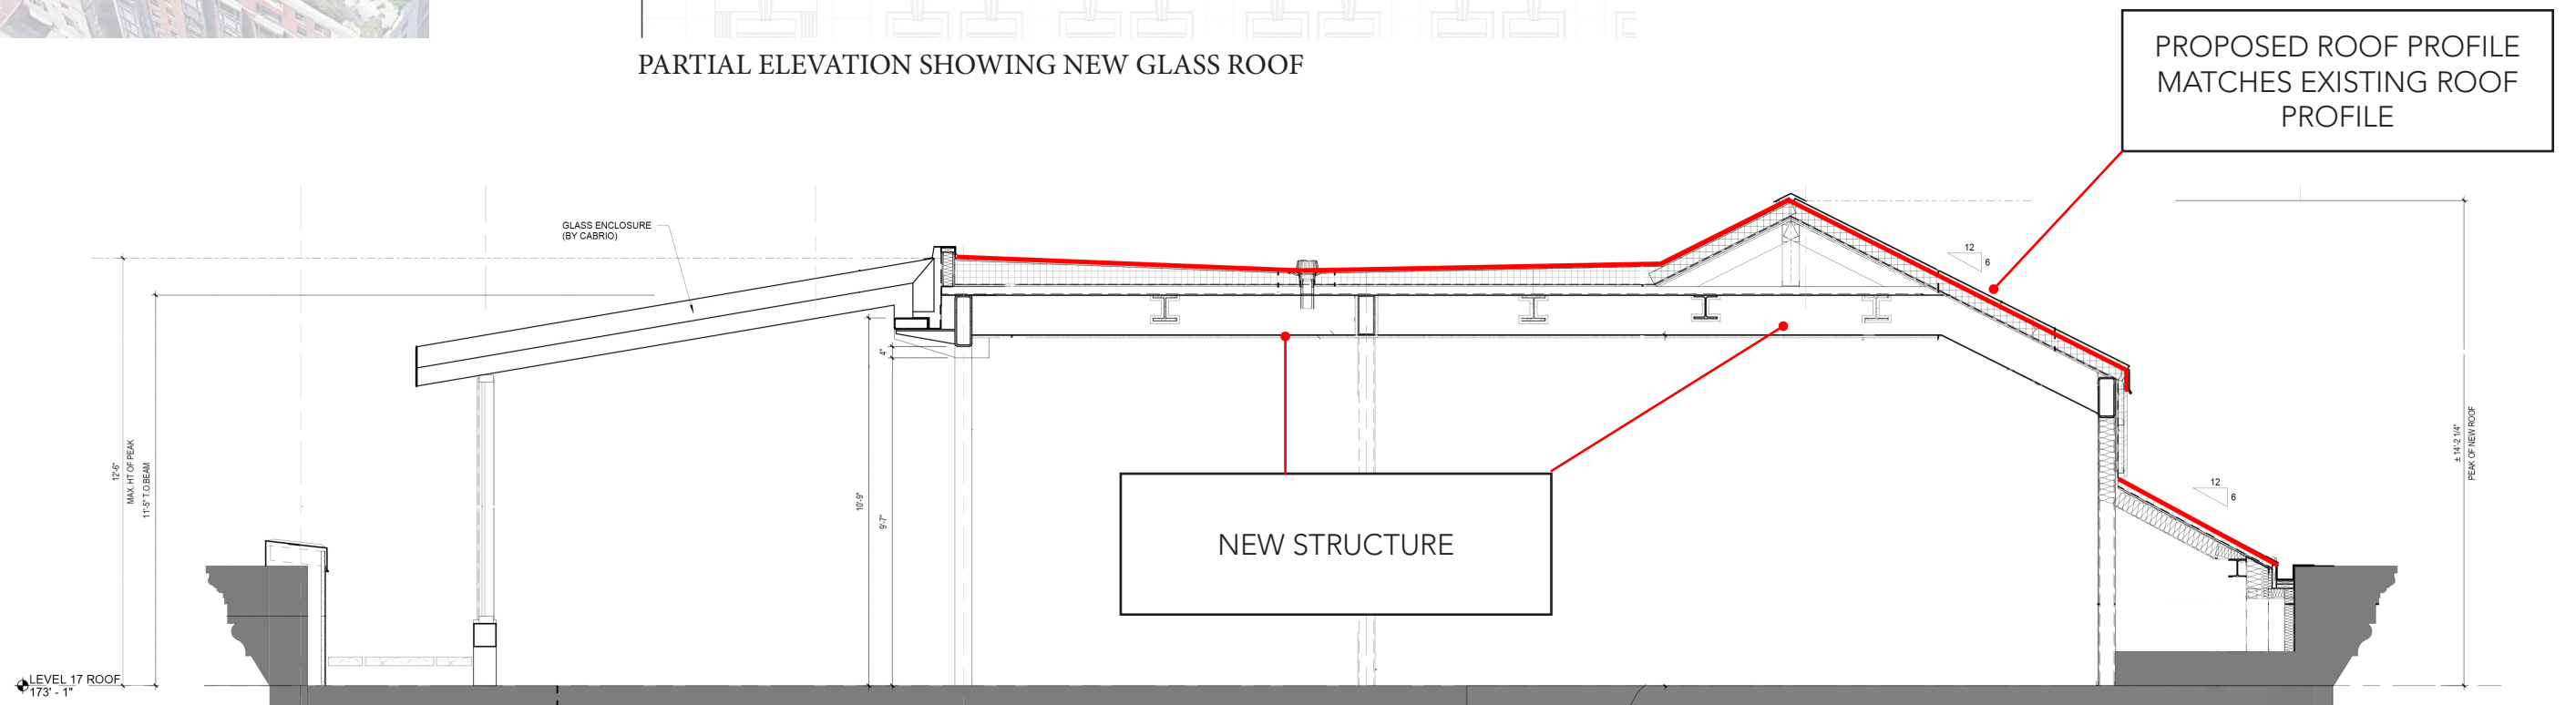 PARTIAL ELEVATION SHOWING NEW GLASS ROOF
PROPOSED ROOF PROFILE
MATCHES EXISTING ROOF
PROFILE
GLASS ENCLOSURE
(BY CABRIO)
12
6
12
6
4"
12'-6"
MAX. HT OF PEAK
11'-5" T.O.BEAM
10'-9"
9'-7"
± 14'-2 1/4"
PEAK OF NEW ROOF
NEW STRUCTURE
LEVEL 17 ROOF
173' - 1"